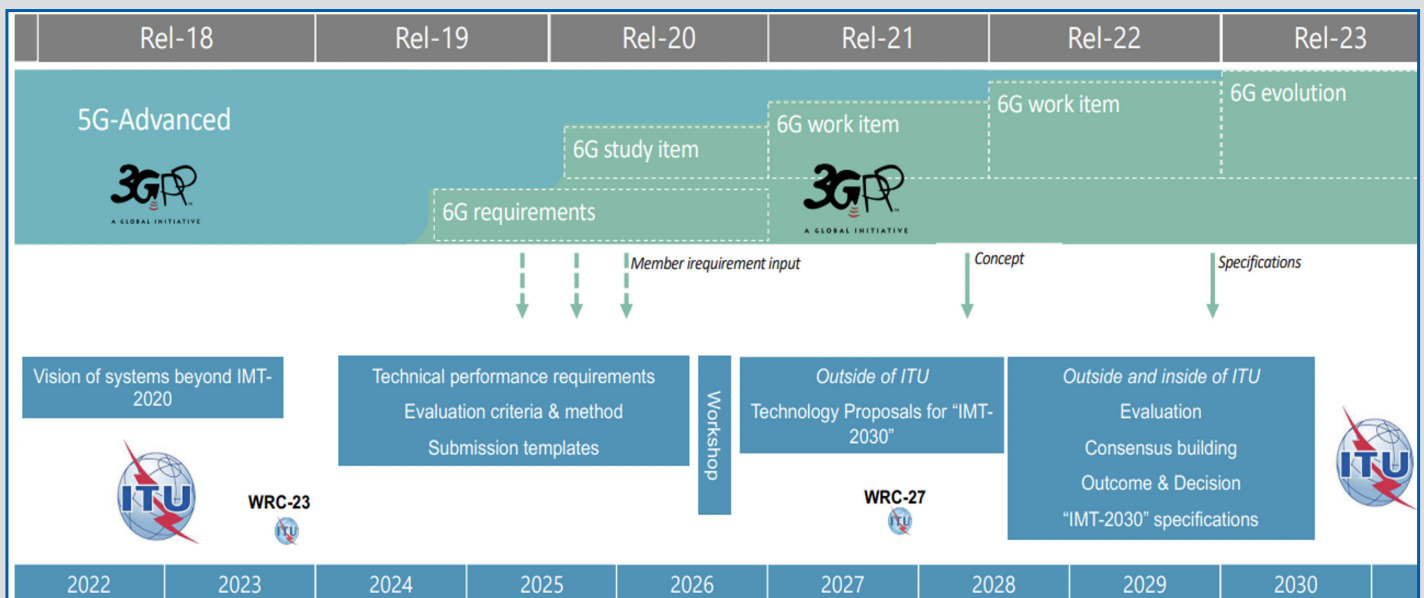 Rel-18
Rel-19
Rel-20
Rel-21
Rel-22
Rel-23
5G-Advanced
3GPP
A GLOBAL INITIATIVE
6G requirements
6G study item
6G work item
3GPP
A GLOBAL INITIATIVE
6G work item
6G evolution
Member irequirement input
Concept
Specifications
Vision of systems beyond IMT-
2020
ITU
WRC-23
ITU
Technical performance requirements
Evaluation criteria & method
Submission templates
Workshop
Outside of ITU
Technology Proposals for “IMT-
2030”
WRC-27
ITU
Outside and inside of ITU
Evaluation
Consensus building
Outcome & Decision
“IMT-2030” specifications
ITU
2022
2023
2024
2025
2026
2027
2028
2029
2030